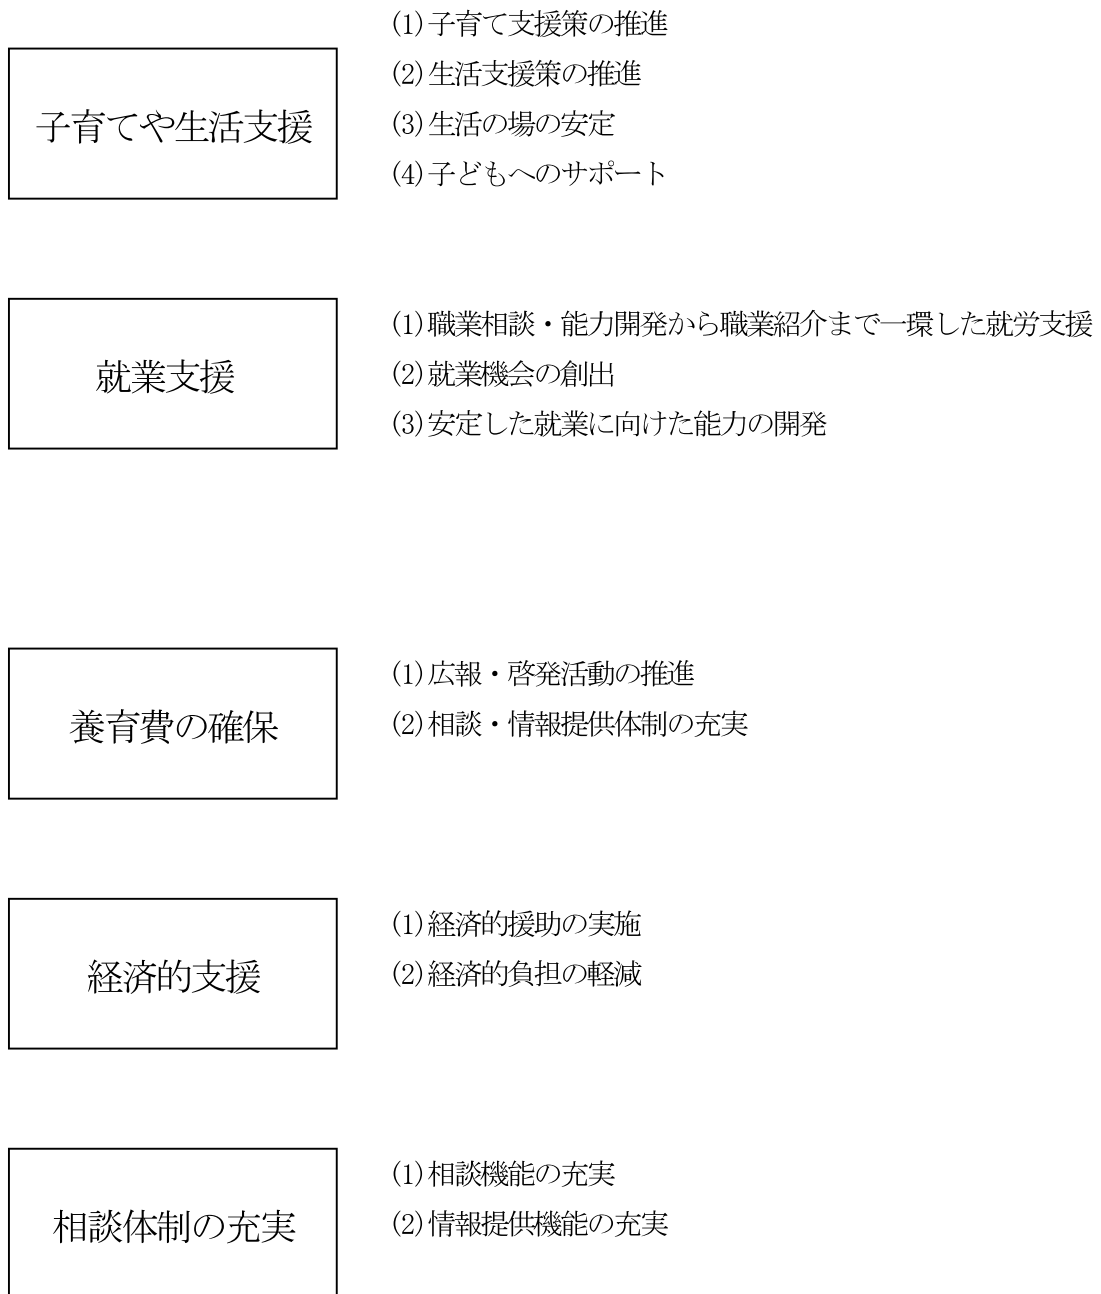 (1)子育て支援策の推進
(2)生活支援策の推進
子育てや生活支援
(3)生活の場の安定
(4)子どもへのサポート
(1)職業相談・能力開発から職業紹介まで一環した就労支援
就業支援
(2)就業機会の創出
(3)安定した就業に向けた能力の開発
(1)広報・啓発活動の推進
養育費の確保
(2)相談・情報提供体制の充実
(1)経済的援助の実施
経済的支援
(2)経済的負担の軽減
(1)相談機能の充実
相談体制の充実
(2)情報提供機能の充実